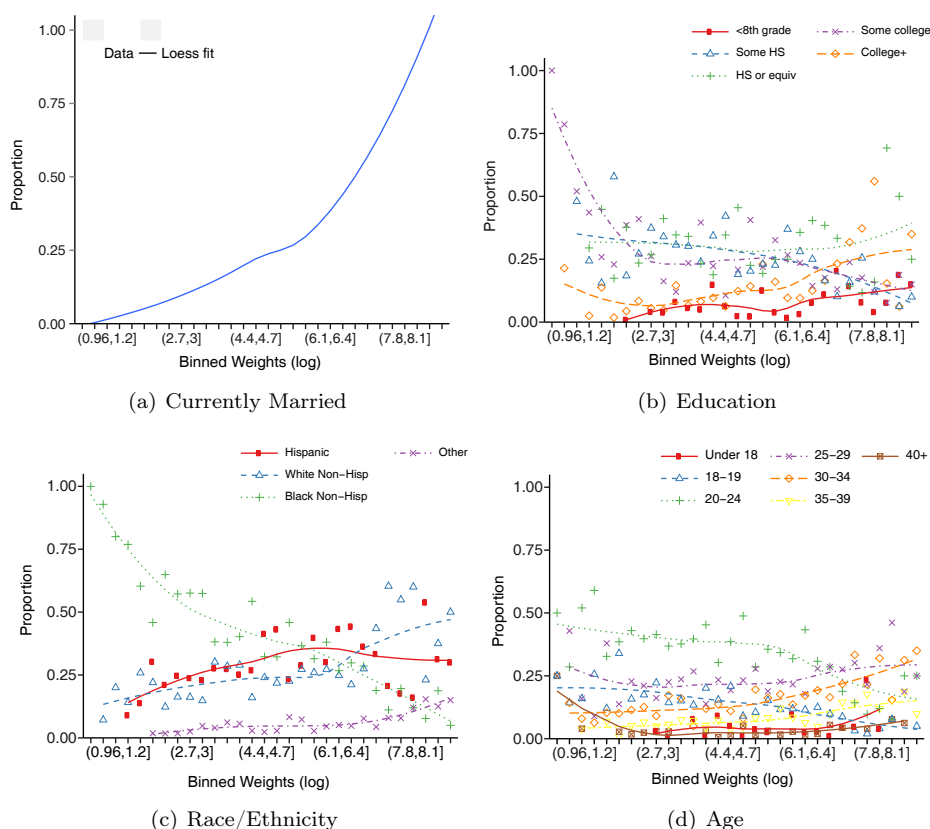 1.00
0.75
0.50
0.25
0.00
Proportion
Data — Loess fit
(0.96,1.2] (2.7,3] (4.4,4.7] (6.1,6.4] (7.8,8.1]
Binned Weights (log)
(a) Currently Married
<8th grade Some college
Some HS College+
HS or equiv
1.00
0.75
0.50
0.25
0.00
Proportion
(0.96,1.2] (2.7,3] (4.4,4.7] (6.1,6.4] (7.8,8.1]
Binned Weights (log)
(b) Education
Hispanic Other
White Non-Hisp
Black Non-Hisp
1.00
0.75
0.50
0.25
0.00
Proportion
(0.96,1.2] (2.7,3] (4.4,4.7] (6.1,6.4] (7.8,8.1]
Binned Weights (log)
(c) Race/Ethnicity
Under 18 25-29 40+
18-19 30-34
20-24 35-39
1.00
0.75
0.50
0.25
0.00
Proportion
(0.96,1.2] (2.7,3] (4.4,4.7] (6.1,6.4] (7.8,8.1]
Binned Weights (log)
(d) Age